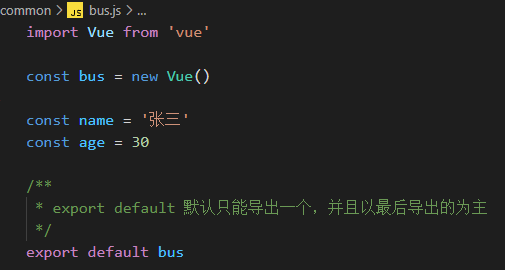 common > JS bus.js > ...
import Vue from 'vue'
const bus = new Vue()
const name = '张三'
const age = 30
/**
* export default 默认只能导出一个，并且以最后导出的为主
*/
export default bus